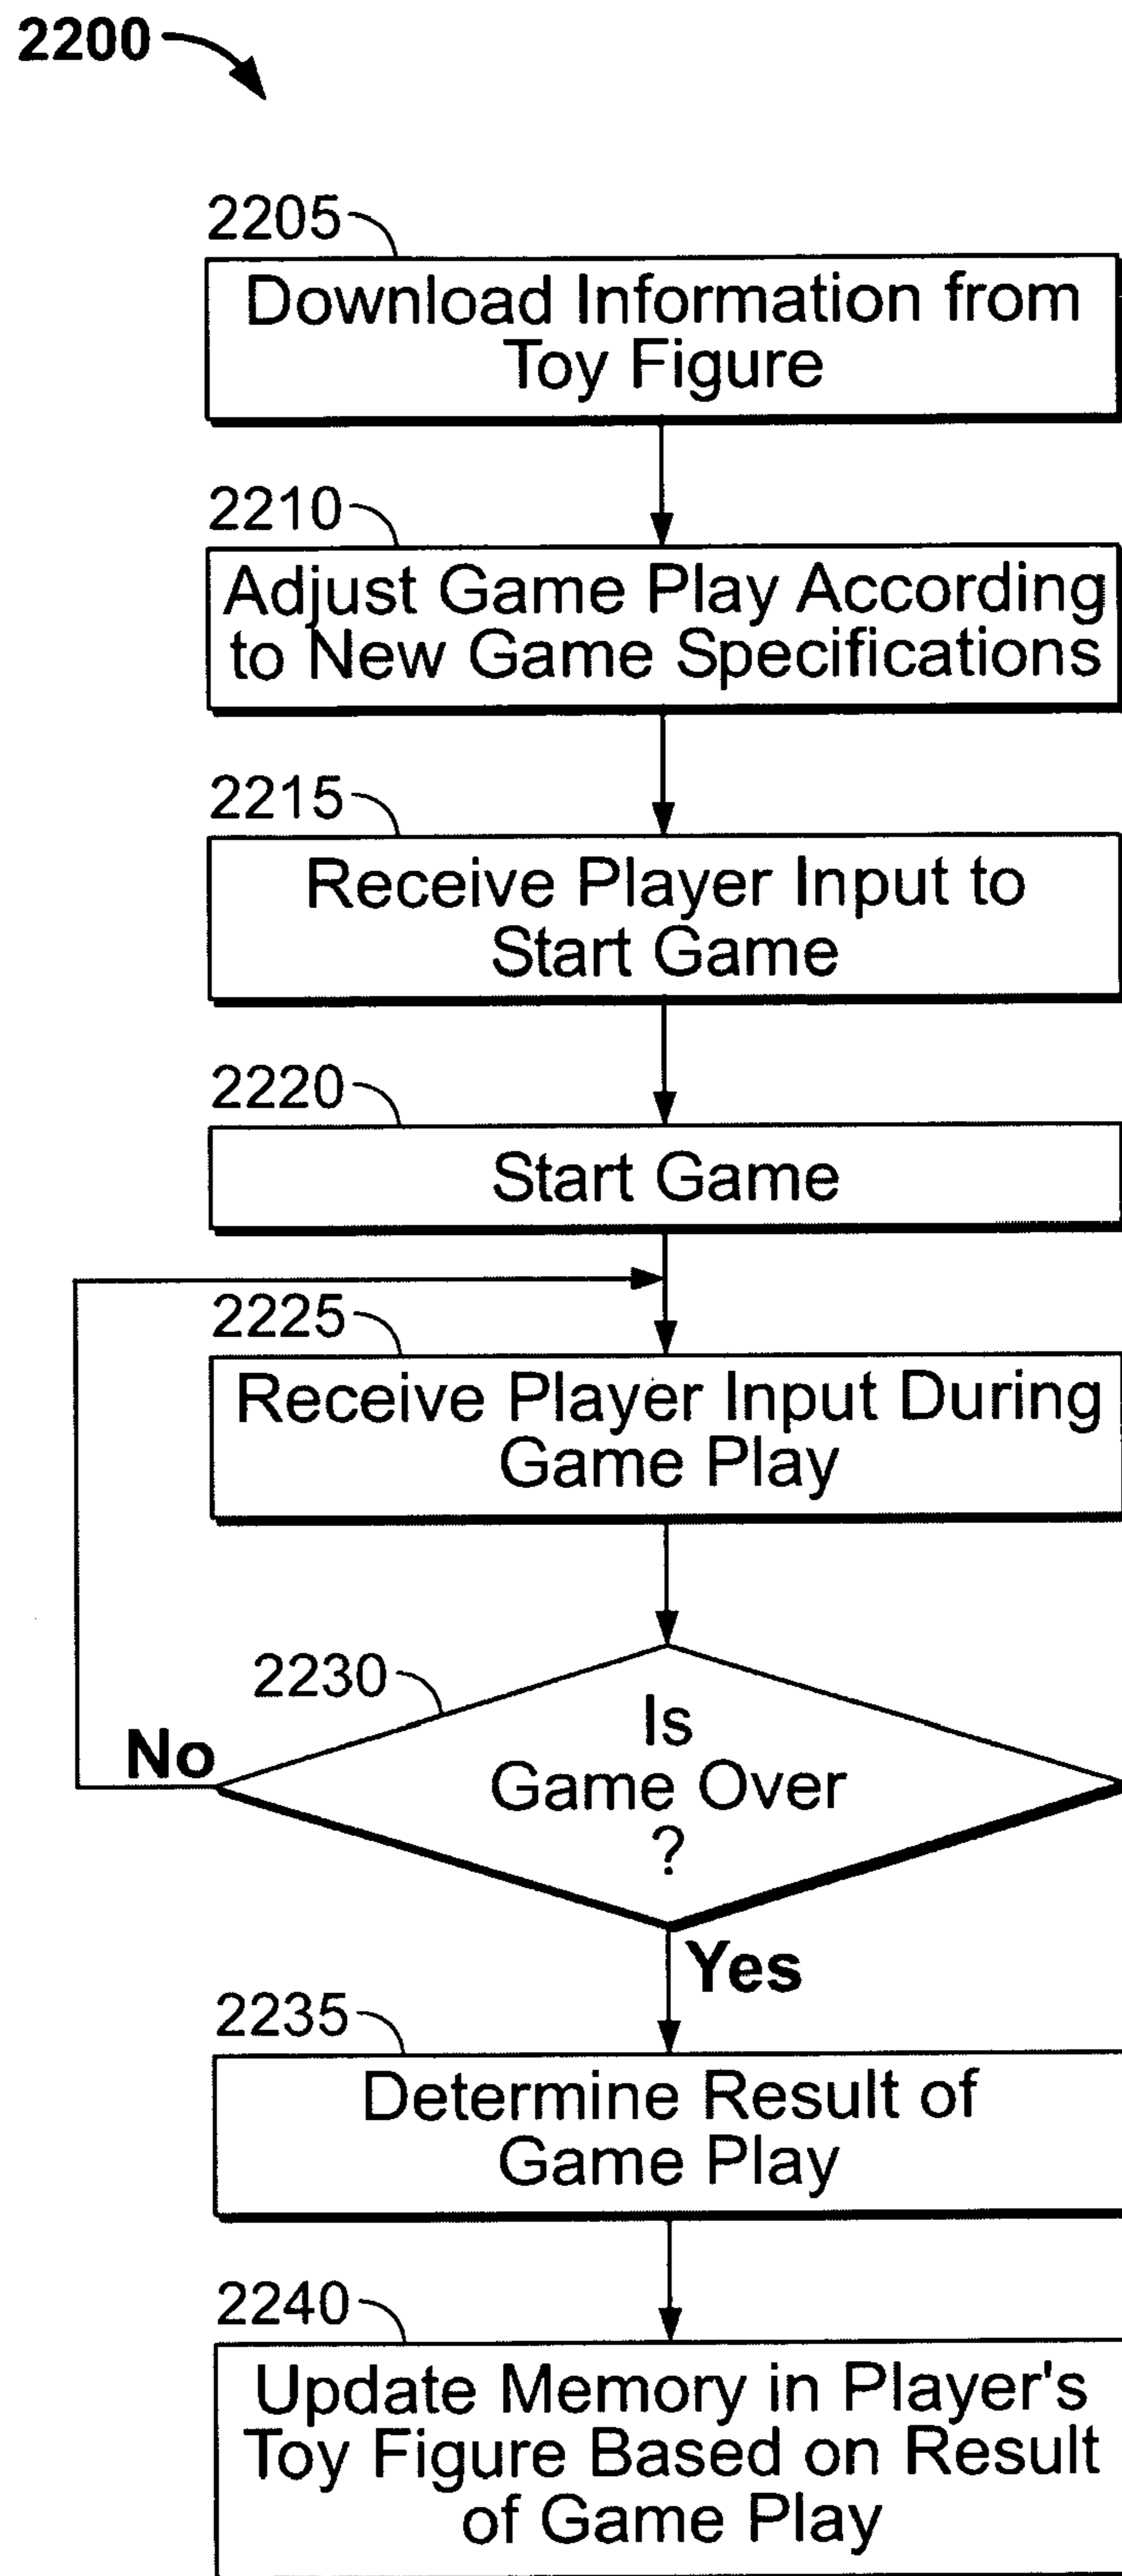 2200
2205
Download Information from
Toy Figure
2210
Adjust Game Play According
to New Game Specifications
2215
Receive Player Input to
Start Game
2220
Start Game
2225
Receive Player Input During
Game Play
2230
Is
Game Over
?
No
Yes
2235
Determine Result of
Game Play
2240
Update Memory in Player's
Toy Figure Based on Result
of Game Play